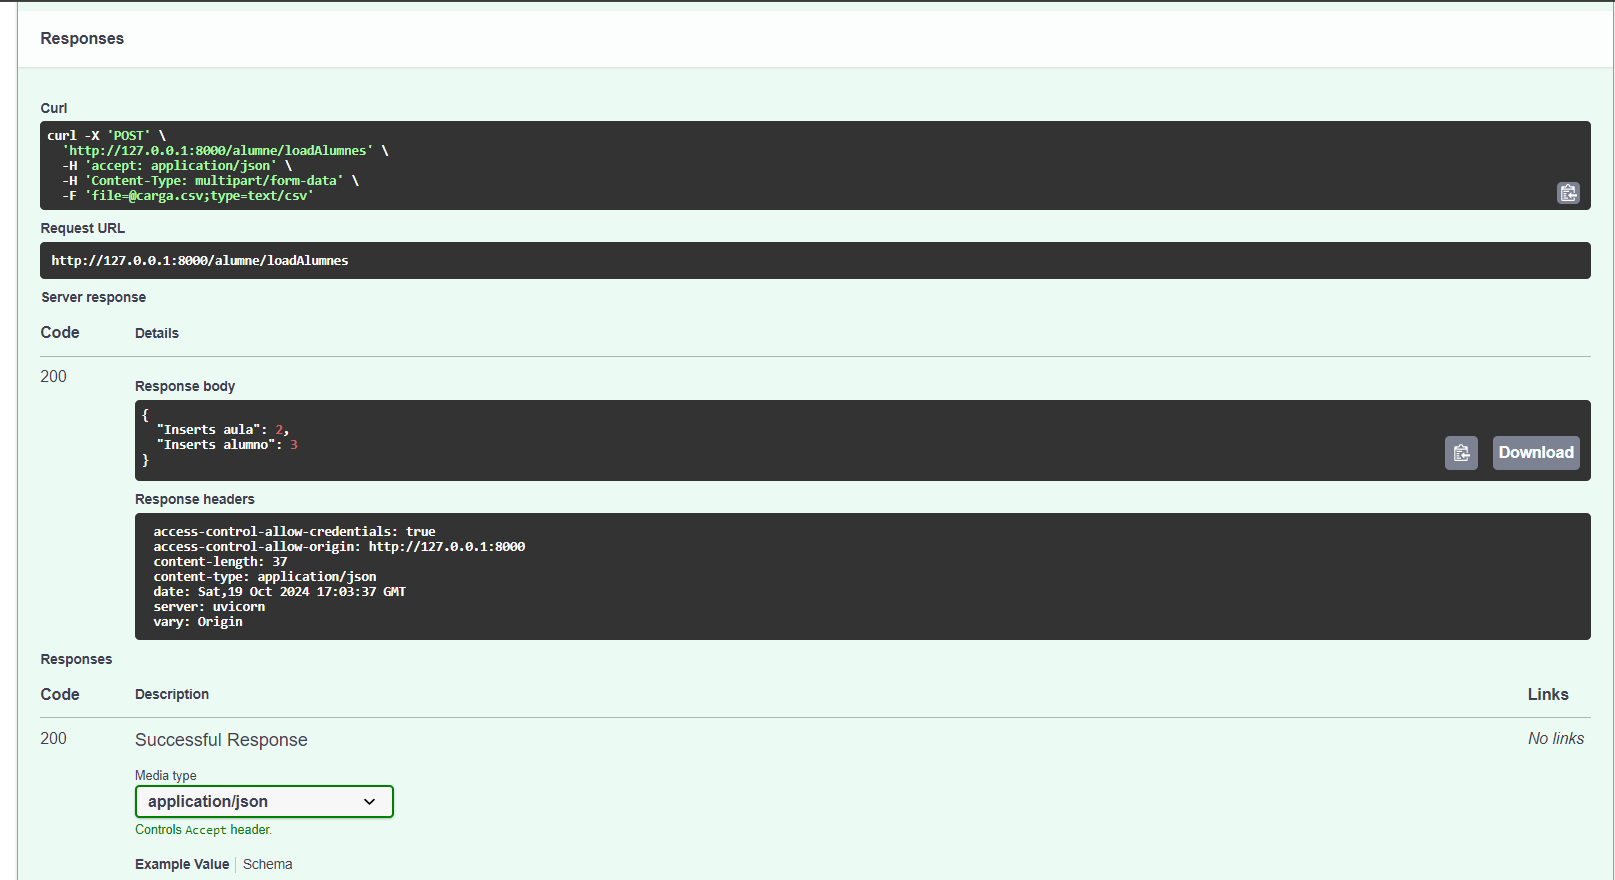 Responses
Curl
curl -X 'POST' \
'http://127.0.0.1:8000/alumne/loadAlumnes' \
-H 'accept: application/json' \
-H 'Content-Type: multipart/form-data' \
-F 'file=@carga.csv;type=text/csv'
Request URL
http://127.0.0.1:8000/alumne/loadAlumnes
Server response
Code Details
200
Response body
{
"Inserts aula": 2,
"Inserts alumno": 3
}
Download
Response headers
access-control-allow-credentials: true
access-control-allow-origin: http://127.0.0.1:8000
content-length: 37
content-type: application/json
date: Sat,19 Oct 2024 17:03:37 GMT
server: uvicorn
vary: Origin
Responses
Code Description Links
200 Successful Response No links
Media type
application/json
Controls Accept header.
Example Value Schema